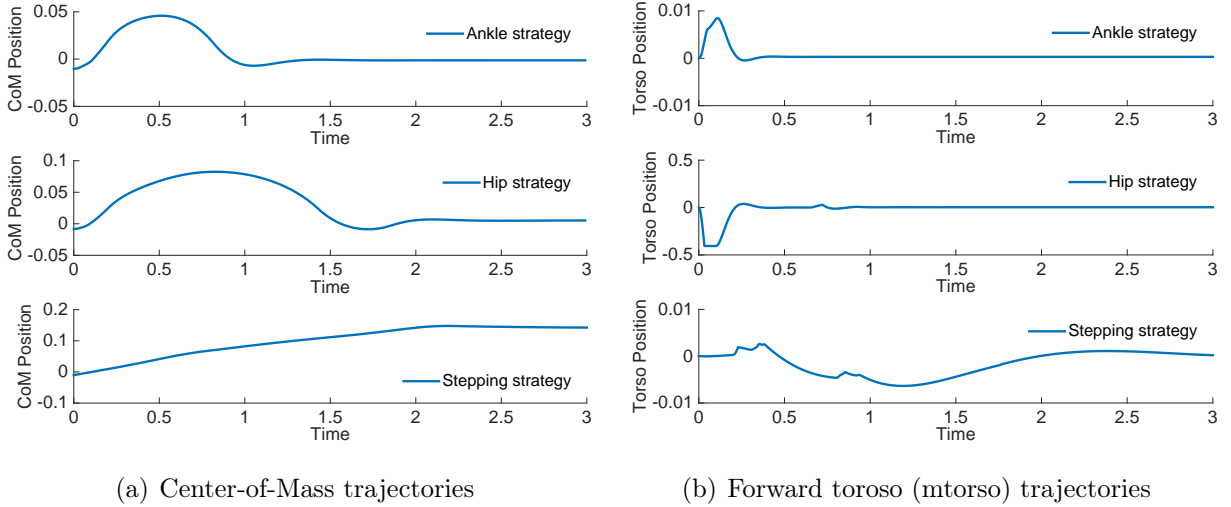 0.05
0
-0.05
CoM Position
Ankle strategy
0 0.5 1 1.5 2 2.5 3
Time
0.1
0.05
0
-0.05
CoM Position
Hip strategy
0 0.5 1 1.5 2 2.5 3
Time
0.2
0.1
0
-0.1
CoM Position
Stepping strategy
0 0.5 1 1.5 2 2.5 3
Time
(a) Center-of-Mass trajectories
0.01
0
-0.01
Torso Position
Ankle strategy
0 0.5 1 1.5 2 2.5 3
Time
0.5
0
-0.5
Torso Position
Hip strategy
0 0.5 1 1.5 2 2.5 3
Time
0.01
0
-0.01
Torso Position
Stepping strategy
0 0.5 1 1.5 2 2.5 3
Time
(b) Forward toroso (mtorso) trajectories